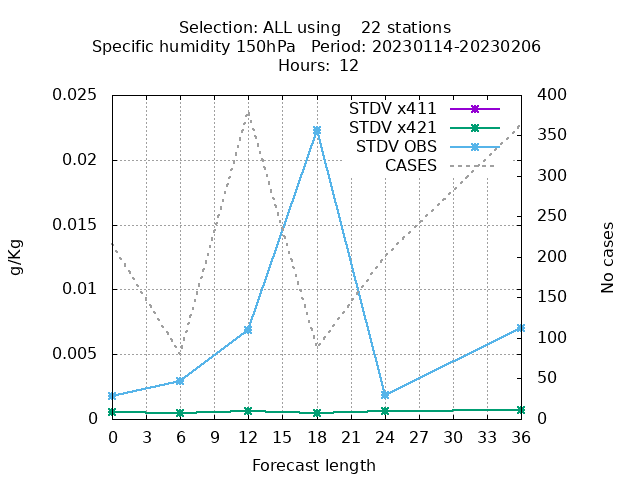 Selection: ALL using    22 stations
Specific humidity 150hPa   Period: 20230114-20230206
Hours: 12
0.025
0.02
0.015
0.01
0.005
0
400
350
300
250
200
150
100
50
0
STDV x411
STDV x421
STDV OBS
CASES
g/Kg
No cases
0 3 6 9 12 15 18 21 24 27 30 33 36
Forecast length